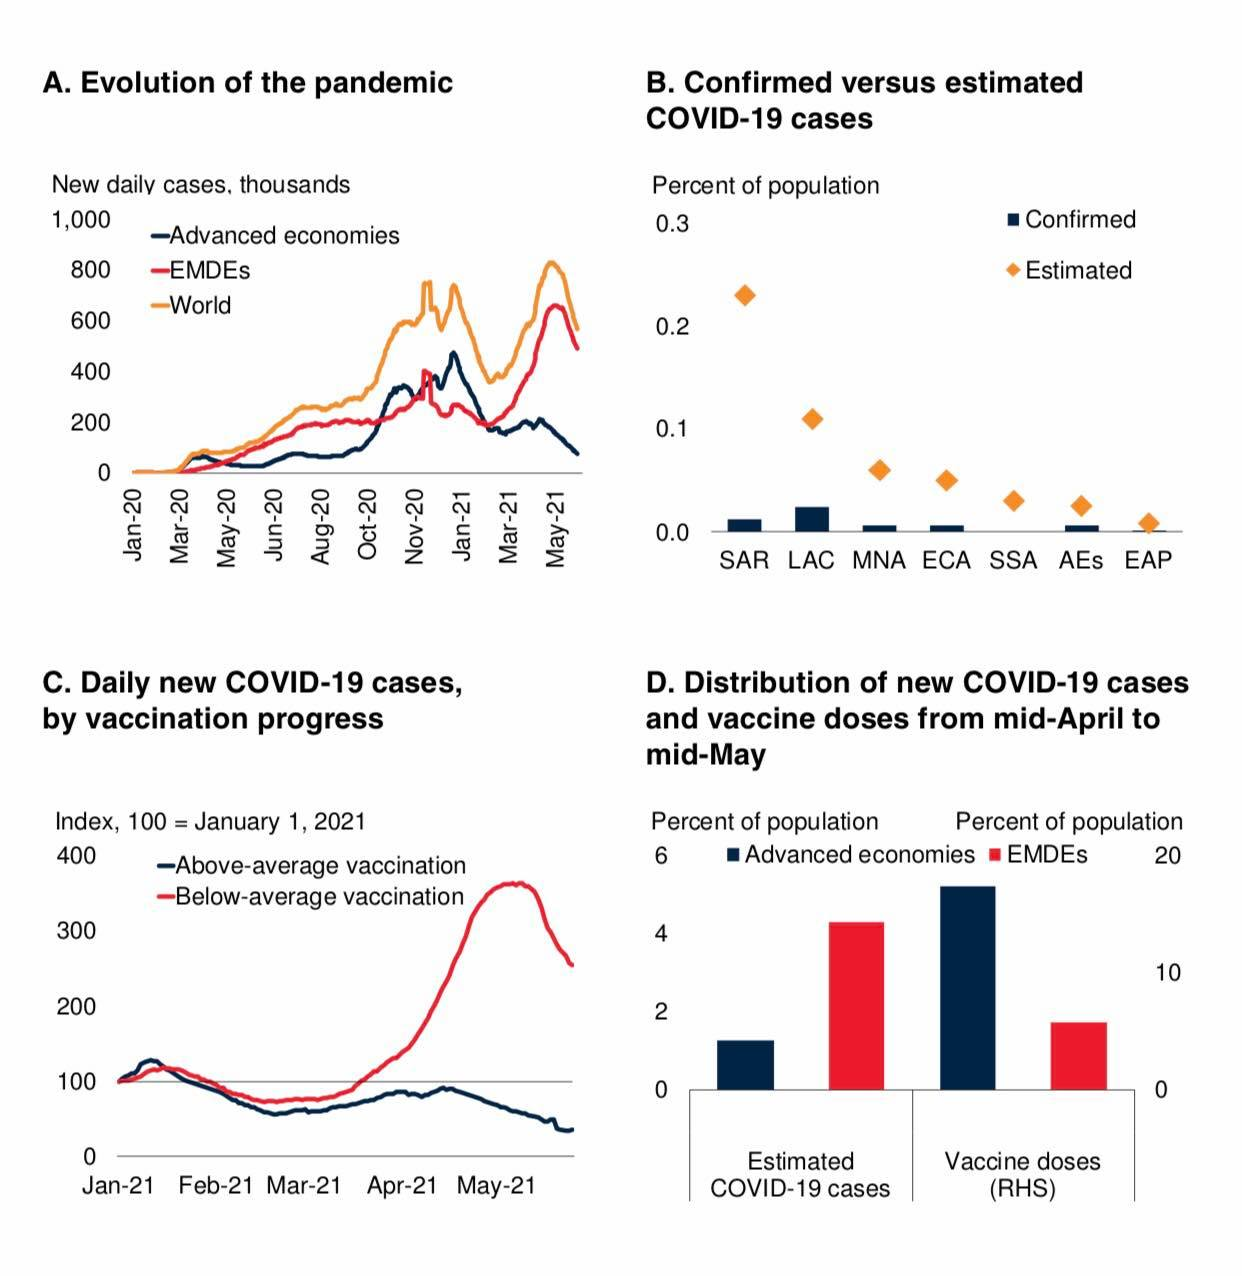 A. Evolution of the pandemic
New daily cases, thousands
1,000
800
600
400
200
0
Advanced economies
EMDEs
World
Jan-20
Mar-20
May-20
Jun-20
Aug-20
Oct-20
Nov-20
Jan-21
Mar-21
May-21
B. Confirmed versus estimated
COVID-19 cases
Percent of population
0.3
0.2
0.1
0.0
Confirmed
Estimated
SAR LAC MNA ECA SSA AEs EAP
C. Daily new COVID-19 cases,
by vaccination progress
Index, 100 = January 1, 2021
400
300
200
100
0
Above-average vaccination
Below-average vaccination
Jan-21 Feb-21 Mar-21 Apr-21 May-21
D. Distribution of new COVID-19 cases
and vaccine doses from mid-April to
mid-May
Percent of population Percent of population
6
4
2
0
Advanced economies EMDEs
20
10
0
Estimated
COVID-19 cases
Vaccine doses
(RHS)